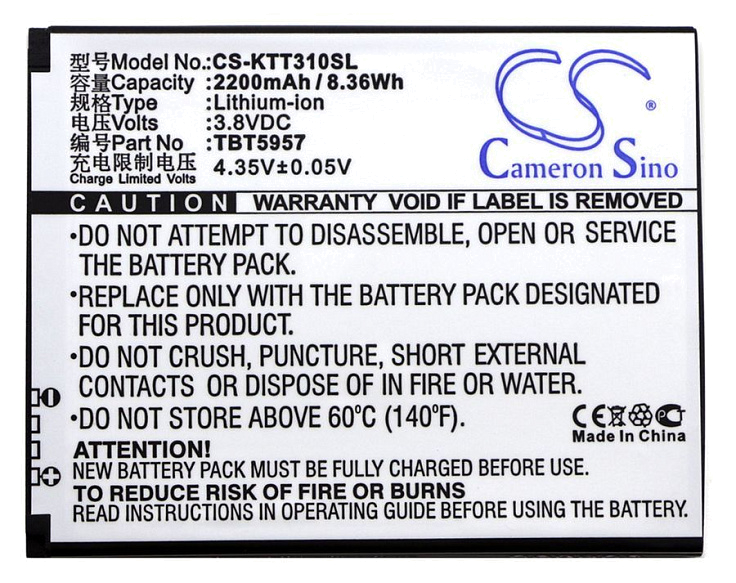 型号Model No.:CS-KTT310SL
容量Capacity:2200mAh / 8.36Wh
规格Type :Lithium-ion
电压Volts :3.8VDC
编号Part No :TBT5957
充电限制电压 4.35V±0.05V
Charge Limited Volts
CS ®
Cameron Sino
CAUTION WARRANTY VOID IF LABEL IS REMOVED
•DO NOT ATTEMPT TO DISASSEMBLE, OPEN OR SERVICE
THE BATTERY PACK.
•REPLACE ONLY WITH THE BATTERY PACK DESIGNATED
FOR THIS PRODUCT.
•DO NOT CRUSH, PUNCTURE, SHORT EXTERNAL
CONTACTS OR DISPOSE OF IN FIRE OR WATER.
•DO NOT STORE ABOVE 60ºC (140ºF).
CE
Made In China
ATTENTION!
NEW BATTERY PACK MUST BE FULLY CHARGED BEFORE USE.
TO REDUCE RISK OF FIRE OR BURNS
READ INSTRUCTIONS IN OPERATING GUIDE BEFORE USING THE BATTERY.